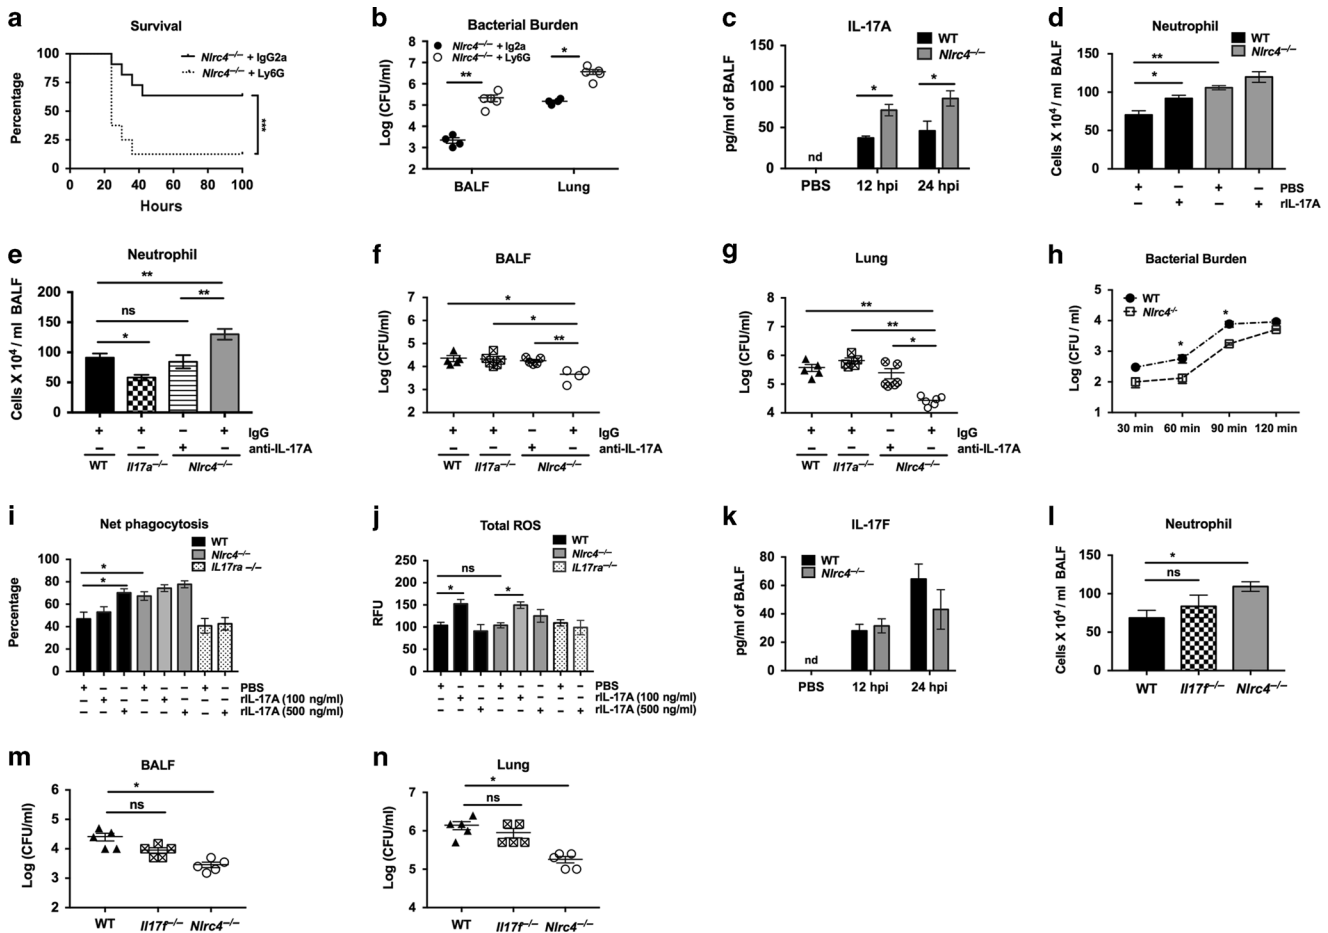 a
Survival
Percentage
100
75
50
25
0
0 20 40 60 80 100
Hours
Nlrc4–/– + IgG2a
Nlrc4–/– + Ly6G
***
b
Bacterial Burden
Nlrc4–/– + Ig2a
Nlrc4–/– + Ly6G
Log (CFU/ml)
8
7
6
5
4
3
2
** *
BALF Lung
c
IL-17A
WT
Nlrc4–/–
pg/ml of BALF
150
100
50
0
nd * *
PBS 12 hpi 24 hpi
d
Neutrophil
WT
Nlrc4–/–
Cells X 10⁴ / ml BALF
150
100
50
0
**
*
+ – + – PBS
– + – + rIL-17A
e
Neutrophil
Cells X 10⁴ / ml BALF
200
150
100
50
0
**
**
ns
*
+ + – + IgG
– – + – anti-IL-17A
WT Il17a–/– Nlrc4–/–
f
BALF
Log (CFU/ml)
7
6
5
4
3
2
*
*
**
+ + – + IgG
– – + – anti-IL-17A
WT Il17a–/– Nlrc4–/–
g
Lung
Log (CFU/ml)
8
7
6
5
4
**
**
*
+ + – + IgG
– – + – anti-IL-17A
WT Il17a–/– Nlrc4–/–
h
Bacterial Burden
WT
Nlrc4-/-
Log (CFU / ml)
5
4
3
2
1
* *
30 min 60 min 90 min 120 min
i
Net phagocytosis
WT
Nlrc4–/–
IL17ra –/–
Percentage
100
80
60
40
20
0
*
*
+ – – + – – + – PBS
– + – – + – – – rIL-17A (100 ng/ml)
– – + – – + – + rIL-17A (500 ng/ml)
j
Total ROS
WT
Nlrc4–/–
IL17ra–/–
RFU
250
200
150
100
50
0
ns
* *
+ – – + – – + – PBS
– + – – + – – – rIL-17A (100 ng/ml)
– – + – – + – + rIL-17A (500 ng/ml)
k
IL-17F
WT
Nlrc4–/–
pg/ml of BALF
80
60
40
20
0
nd
PBS 12 hpi 24 hpi
l
Neutrophil
Cells X 10⁴ / ml BALF
150
100
50
0
*
ns
WT Il17f–/– Nlrc4–/–
m
BALF
Log (CFU/ml)
6
5
4
3
2
*
ns
WT Il17f–/– Nlrc4–/–
n
Lung
Log (CFU/ml)
7
6
5
4
*
ns
WT Il17f–/– Nlrc4–/–